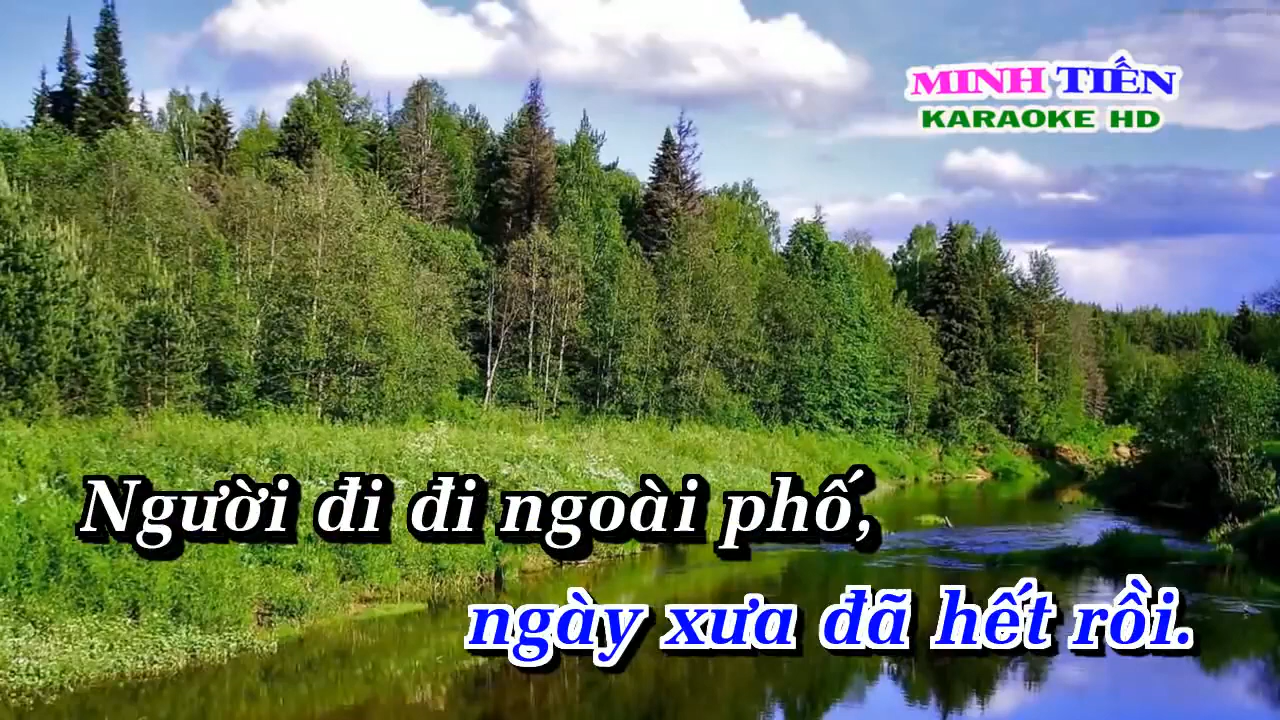 MINH TIẾN
KARAOKE HD
Người đi đi ngoài phố,
ngày xưa đã hết rồi.